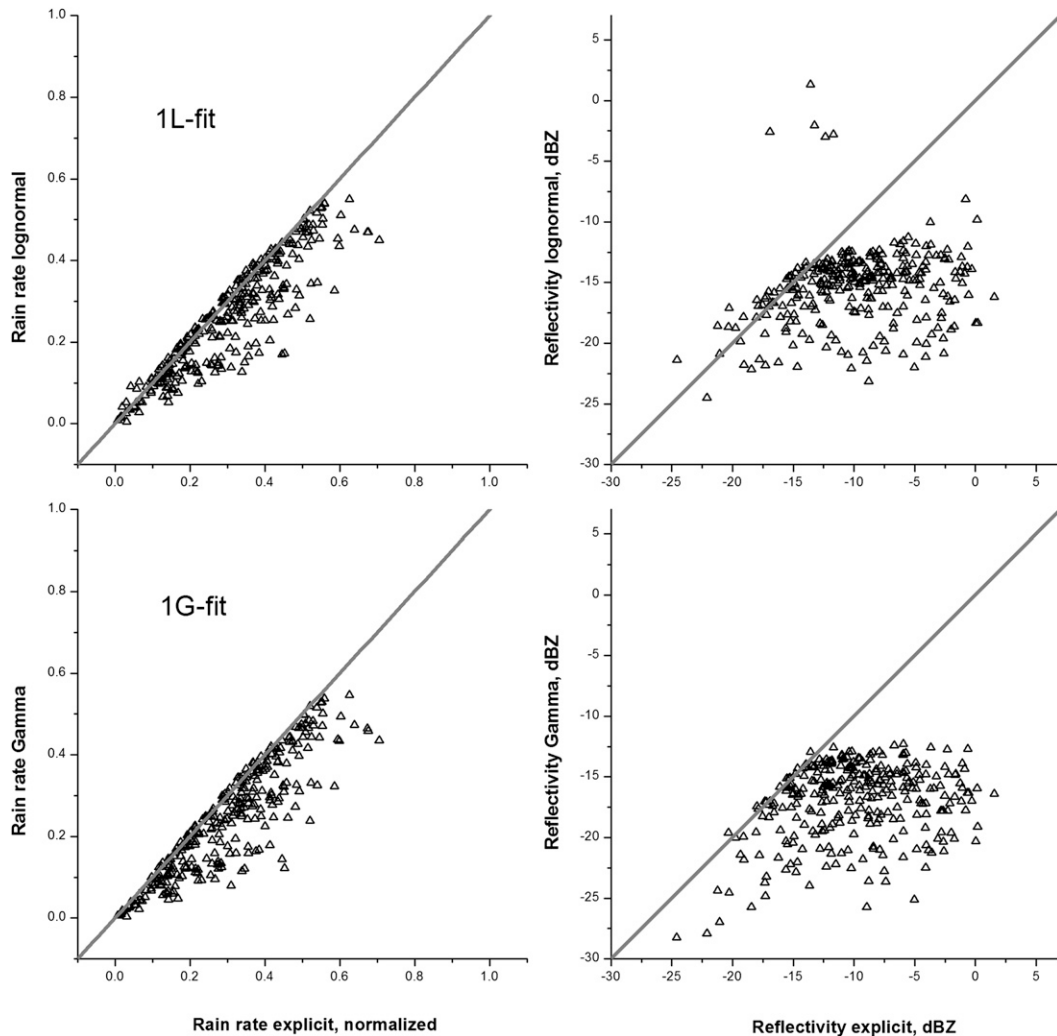 1.0
0.8
0.6
0.4
0.2
0.0
Rain rate lognormal
1L-fit
0.0 0.2 0.4 0.6 0.8 1.0
5
0
-5
-10
-15
-20
-25
-30
Reflectivity lognormal, dBZ
-30 -25 -20 -15 -10 -5 0 5
1.0
0.8
0.6
0.4
0.2
0.0
Rain rate Gamma
1G-fit
0.0 0.2 0.4 0.6 0.8 1.0
Rain rate explicit, normalized
5
0
-5
-10
-15
-20
-25
-30
Reflectivity Gamma, dBZ
-30 -25 -20 -15 -10 -5 0 5
Reflectivity explicit, dBZ